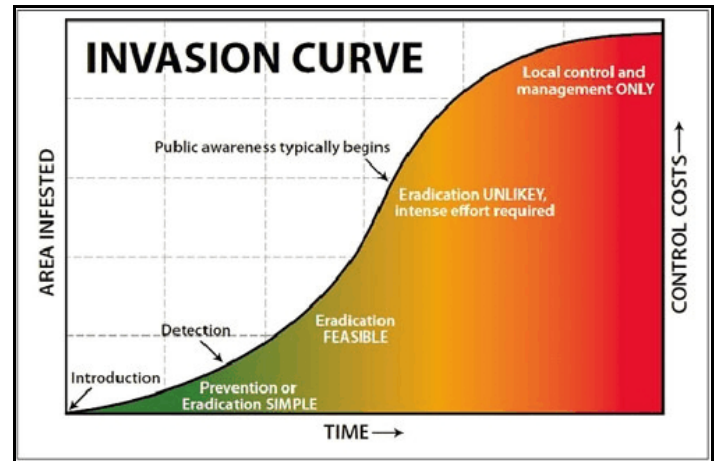 INVASION CURVE
Local control and
management ONLY
Public awareness typically begins
Eradication UNLIKEY,
intense effort required
AREA INFESTED
CONTROL COSTS
Eradication
FEASIBLE
Detection
Introduction
Prevention or
Eradication SIMPLE
TIME